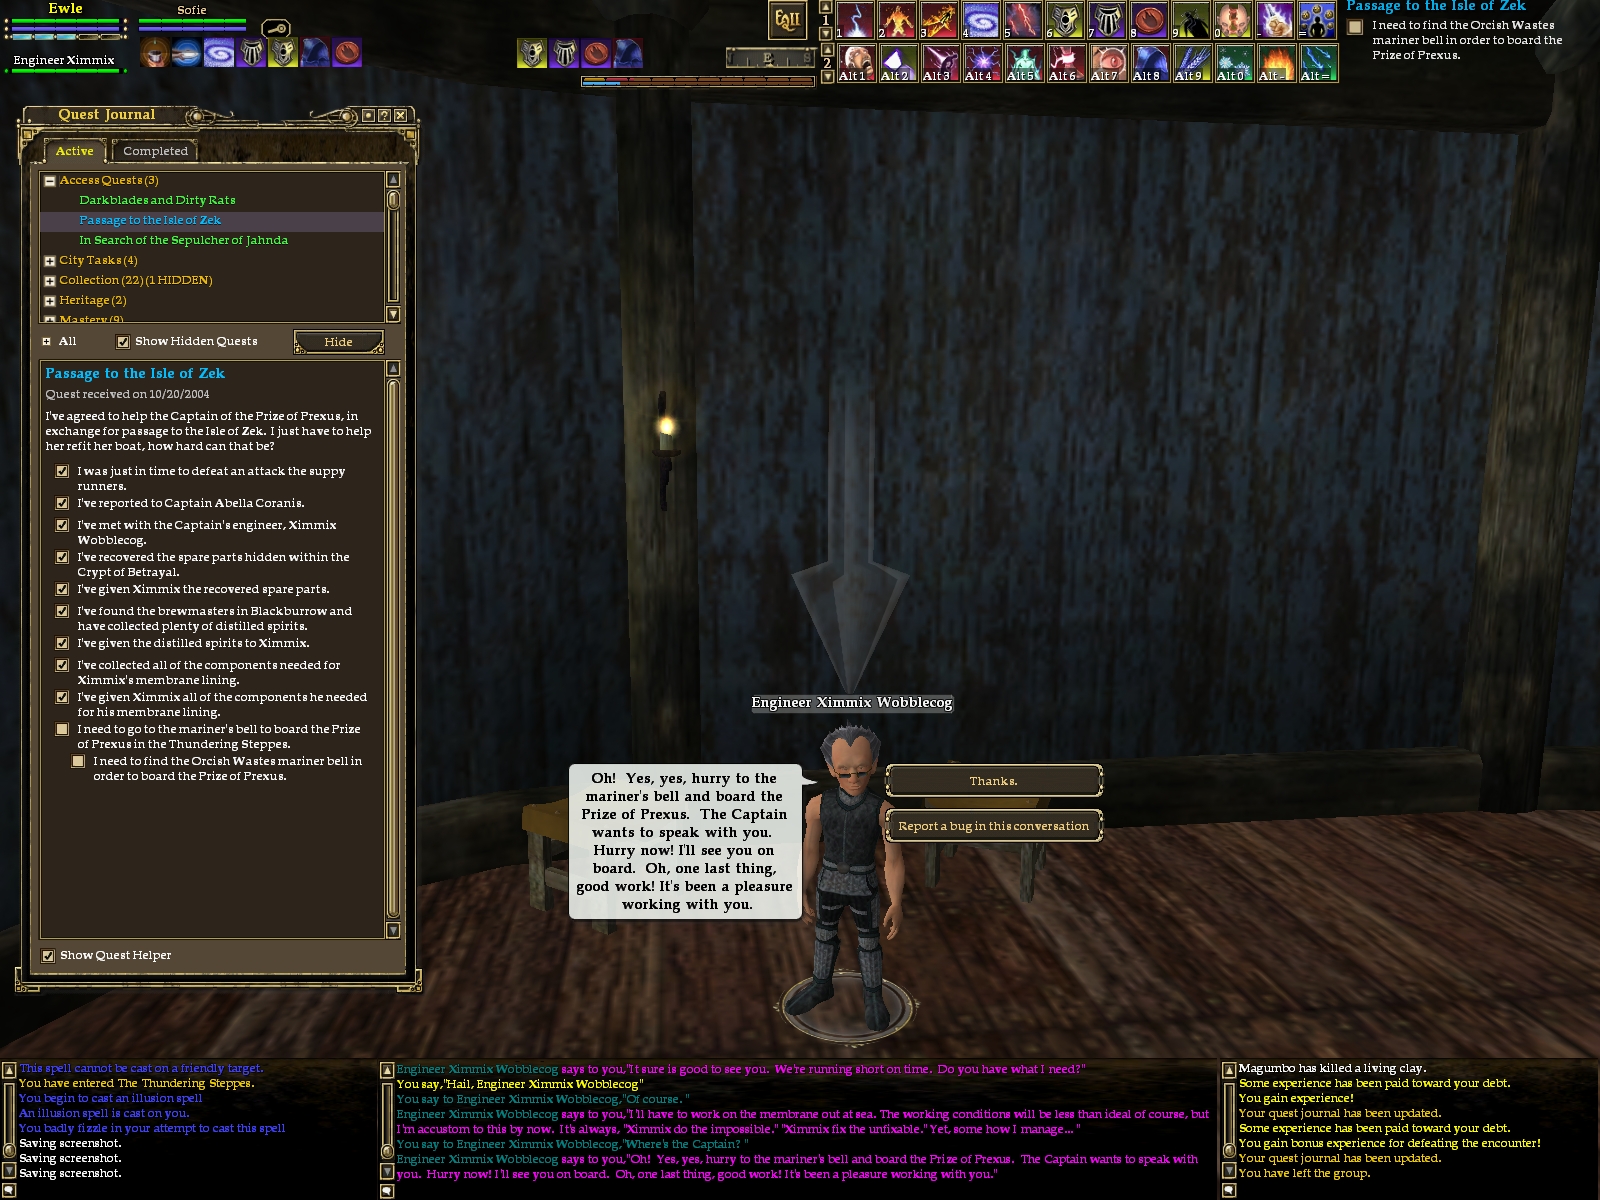 Ewle
Sofie
Engineer Ximmix
EQII
1
2
E
S
1
2
3
4
5
6
7
8
9
0
-
=
Alt1
Alt2
Alt3
Alt4
Alt5
Alt6
Alt7
Alt8
Alt9
Alt0
Alt-
Alt=
Passage to the Isle of Zek
I need to find the Orcish Wastes
mariner bell in order to board the
Prize of Prexus.
Quest Journal
?
Active
Completed
Access Quests (3)
Darkblades and Dirty Rats
Passage to the Isle of Zek
In Search of the Sepulcher of Jahnda
City Tasks (4)
Collection (22) (1 HIDDEN)
Heritage (2)
Mastery (9)
All
Show Hidden Quests
Hide
Passage to the Isle of Zek
Quest received on 10/20/2004
I've agreed to help the Captain of the Prize of Prexus, in
exchange for passage to the Isle of Zek. I just have to help
her refit her boat, how hard can that be?
I was just in time to defeat an attack the suppy
runners.
I've reported to Captain Abella Coranis.
I've met with the Captain's engineer, Ximmix
Wobblecog.
I've recovered the spare parts hidden within the
Crypt of Betrayal.
I've given Ximmix the recovered spare parts.
I've found the brewmasters in Blackburrow and
have collected plenty of distilled spirits.
I've given the distilled spirits to Ximmix.
I've collected all of the components needed for
Ximmix's membrane lining.
I've given Ximmix all of the components he needed
for his membrane lining.
I need to go to the mariner's bell to board the Prize
of Prexus in the Thundering Steppes.
I need to find the Orcish Wastes mariner bell in
order to board the Prize of Prexus.
Show Quest Helper
Engineer Ximmix Wobblecog
Oh! Yes, yes, hurry to the
mariner's bell and board the
Prize of Prexus. The Captain
wants to speak with you.
Hurry now! I'll see you on
board. Oh, one last thing,
good work! It's been a pleasure
working with you.
Thanks.
Report a bug in this conversation
This spell cannot be cast on a friendly target.
You have entered The Thundering Steppes.
You begin to cast an illusion spell
An illusion spell is cast on you.
You badly fizzle in your attempt to cast this spell
Saving screenshot.
Saving screenshot.
Saving screenshot.
Engineer Ximmix Wobblecog says to you,"It sure is good to see you. We're running short on time. Do you have what I need?"
You say,"Hail, Engineer Ximmix Wobblecog"
You say to Engineer Ximmix Wobblecog,"Of course. "
Engineer Ximmix Wobblecog says to you,"I'll have to work on the membrane out at sea. The working conditions will be less than ideal of course, but
I'm accustom to this by now. It's always, "Ximmix do the impossible." "Ximmix fix the unfixable." Yet, some how I manage... "
You say to Engineer Ximmix Wobblecog,"Where's the Captain? "
Engineer Ximmix Wobblecog says to you,"Oh! Yes, yes, hurry to the mariner's bell and board the Prize of Prexus. The Captain wants to speak with
you. Hurry now! I'll see you on board. Oh, one last thing, good work! It's been a pleasure working with you."
Magumbo has killed a living clay.
Some experience has been paid toward your debt.
You gain experience!
Your quest journal has been updated.
Some experience has been paid toward your debt.
You gain bonus experience for defeating the encounter!
Your quest journal has been updated.
You have left the group.